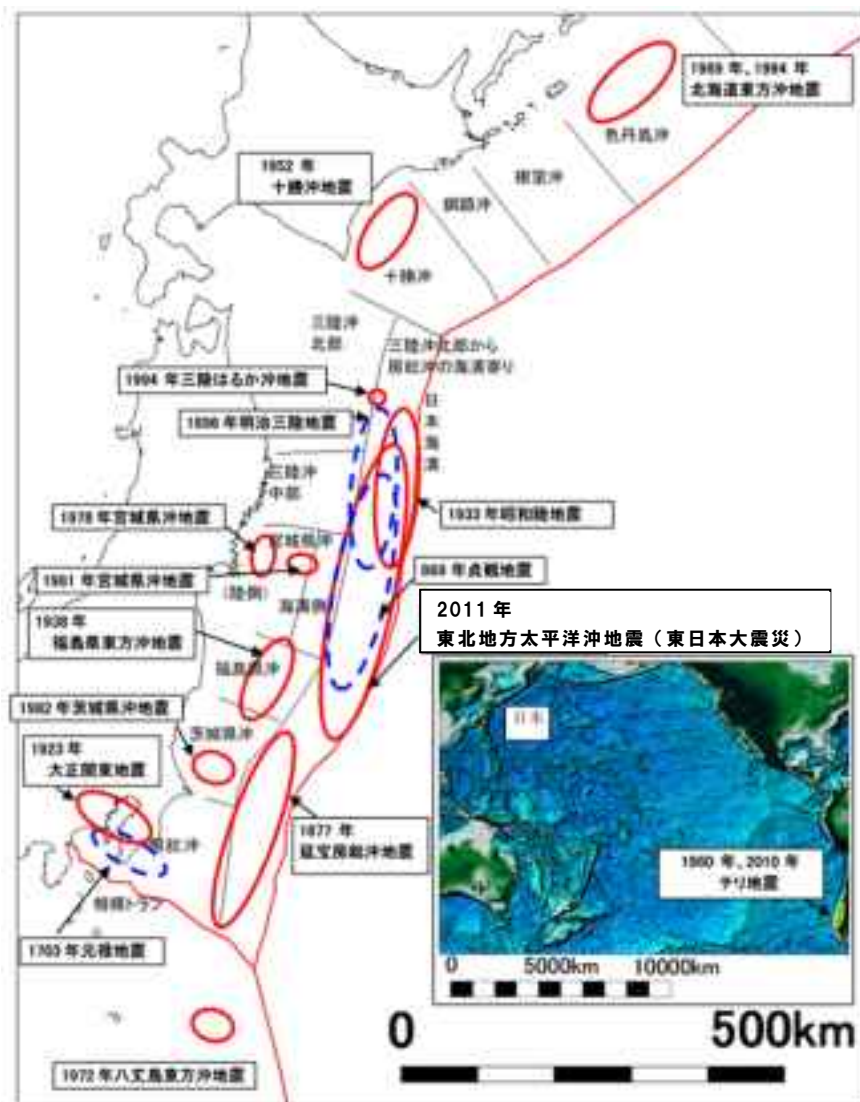 1969 年、1994 年
北海道東方沖地震
色丹島沖
根室沖
釧路沖
1952 年
十勝沖地震
十勝沖
三陸沖
北部
三陸沖北部から
房総沖の海溝寄り
1994 年三陸はるか沖地震
日本海溝
1896 年明治三陸地震
三陸沖
中部
1933 年昭和陸地震
1978 年宮城県沖地震
宮城県沖
869 年貞観地震
1981 年宮城県沖地震
(陸側)
海溝側
2011 年
東北地方太平洋沖地震（東日本大震災）
1938 年
福島県東方沖地震
福島県沖
1982 年茨城県沖地震
茨城県沖
日本
1923 年
大正関東地震
房総沖
1677 年
延宝房総沖地震
1960 年、2010 年
チリ地震
相模トラフ
1703 年元禄地震
0 5000km 10000km
0 500km
1972 年八丈島東方沖地震